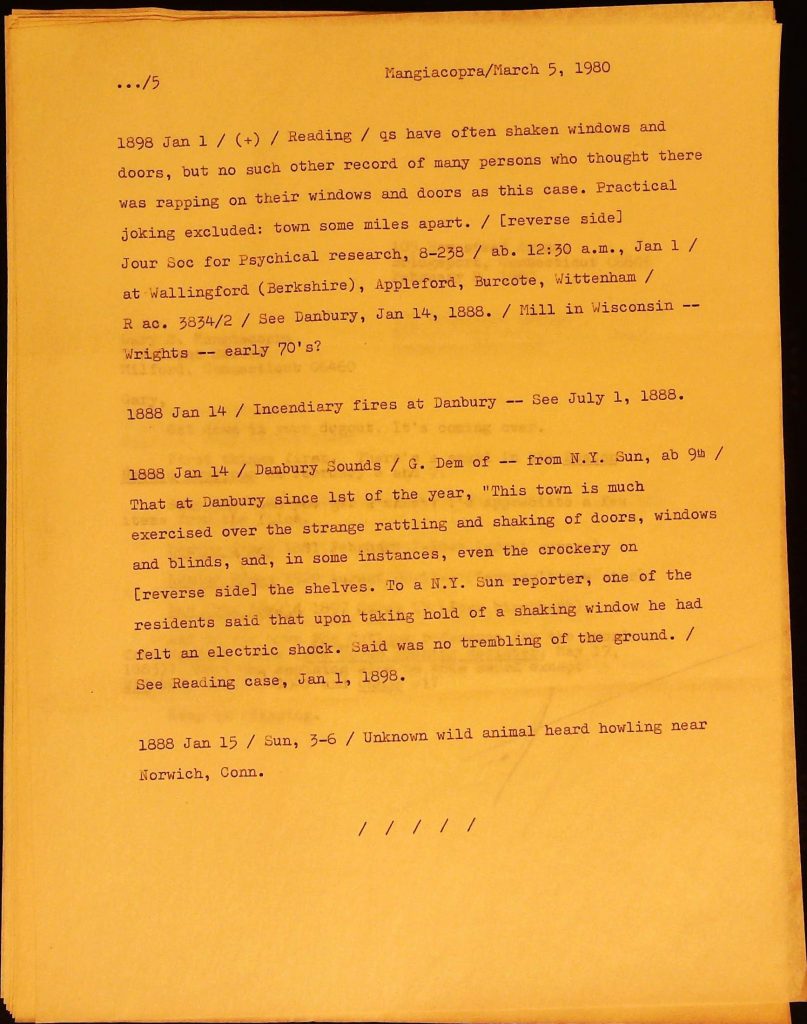 .../5
Mangiacopra/March 5, 1980
1898 Jan 1 / (+) / Reading / qs have often shaken windows and
doors, but no such other record of many persons who thought there
was rapping on their windows and doors as this case. Practical
joking excluded: town some miles apart. / [reverse side]
Jour Soc for Psychical research, 8-238 / ab. 12:30 a.m., Jan 1 /
at Wallingford (Berkshire), Appleford, Burcote, Wittenham /
R ac. 3834/2 / See Danbury, Jan 14, 1888. / Mill in Wisconsin --
Wrights -- early 70's?
1888 Jan 14 / Incendiary fires at Danbury -- See July 1, 1888.
1888 Jan 14 / Danbury Sounds / G. Dem of -- from N.Y. Sun, ab 9th /
That at Danbury since 1st of the year, "This town is much
exercised over the strange rattling and shaking of doors, windows
and blinds, and, in some instances, even the crockery on
[reverse side] the shelves. To a N.Y. Sun reporter, one of the
residents said that upon taking hold of a shaking window he had
felt an electric shock. Said was no trembling of the ground. /
See Reading case, Jan 1, 1898.
1888 Jan 15 / Sun, 3-6 / Unknown wild animal heard howling near
Norwich, Conn.
/ / / / /